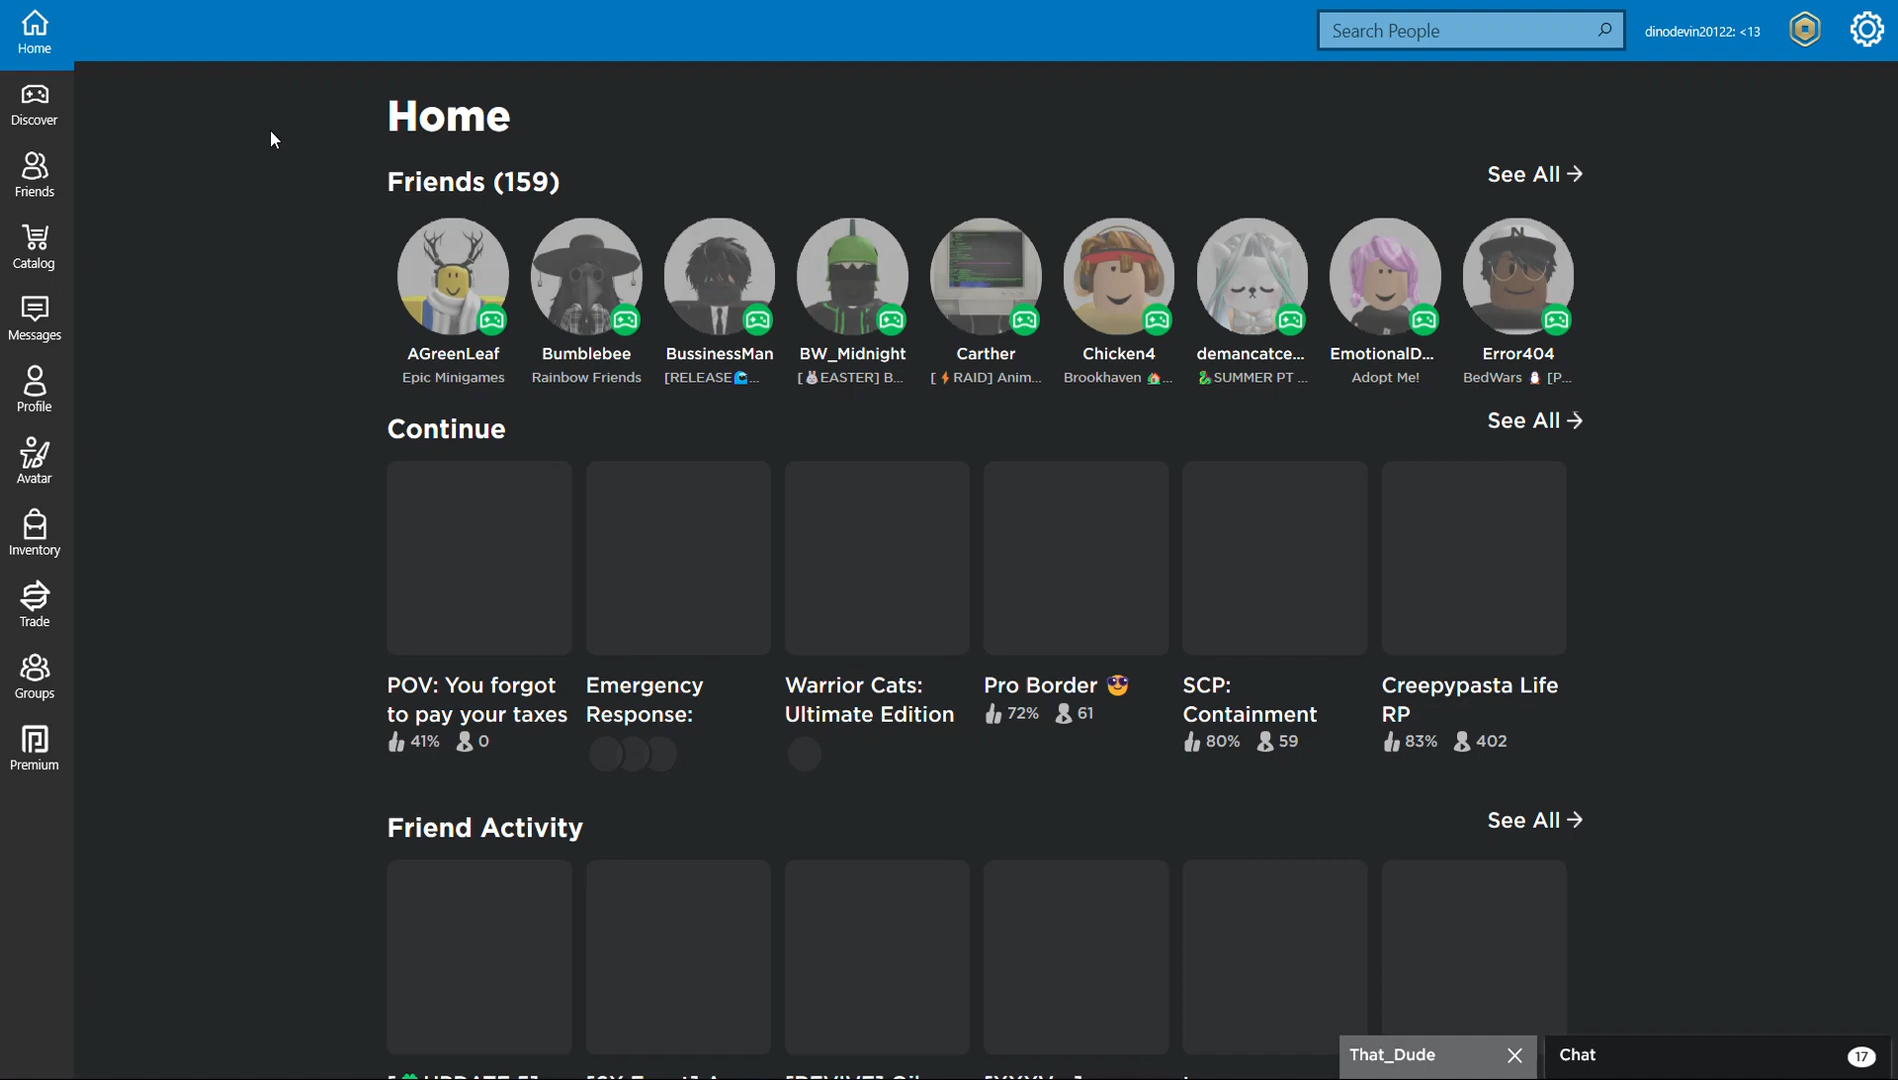 Home
Search People
dinodevin20122: <13
Discover
Friends
Catalog
Messages
Profile
Avatar
Inventory
Trade
Groups
Premium
Home
Friends (159)
See All →
AGreenLeaf
Epic Minigames
Bumblebee
Rainbow Friends
BussinessMan
[RELEASE🌊...
BW_Midnight
[🐰EASTER] B...
Carther
[⚡RAID] Anim...
Chicken4
Brookhaven 🏡...
demancatce...
🐉SUMMER PT ...
EmotionalD...
Adopt Me!
Error404
BedWars ⛄ [P...
Continue
See All →
POV: You forgot
to pay your taxes
41% 0
Emergency
Response:
Warrior Cats:
Ultimate Edition
Pro Border 😎
72% 61
SCP:
Containment
80% 59
Creepypasta Life
RP
83% 402
Friend Activity
See All →
That_Dude
Chat
17